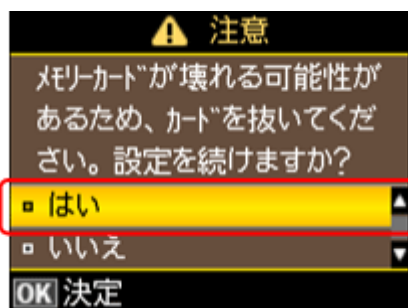 注意
ﾒﾓﾘｰｶｰﾄﾞが壊れる可能性が
あるため、ｶｰﾄﾞを抜いてくだ
さい。設定を続けますか?
はい
いいえ
OK 決定